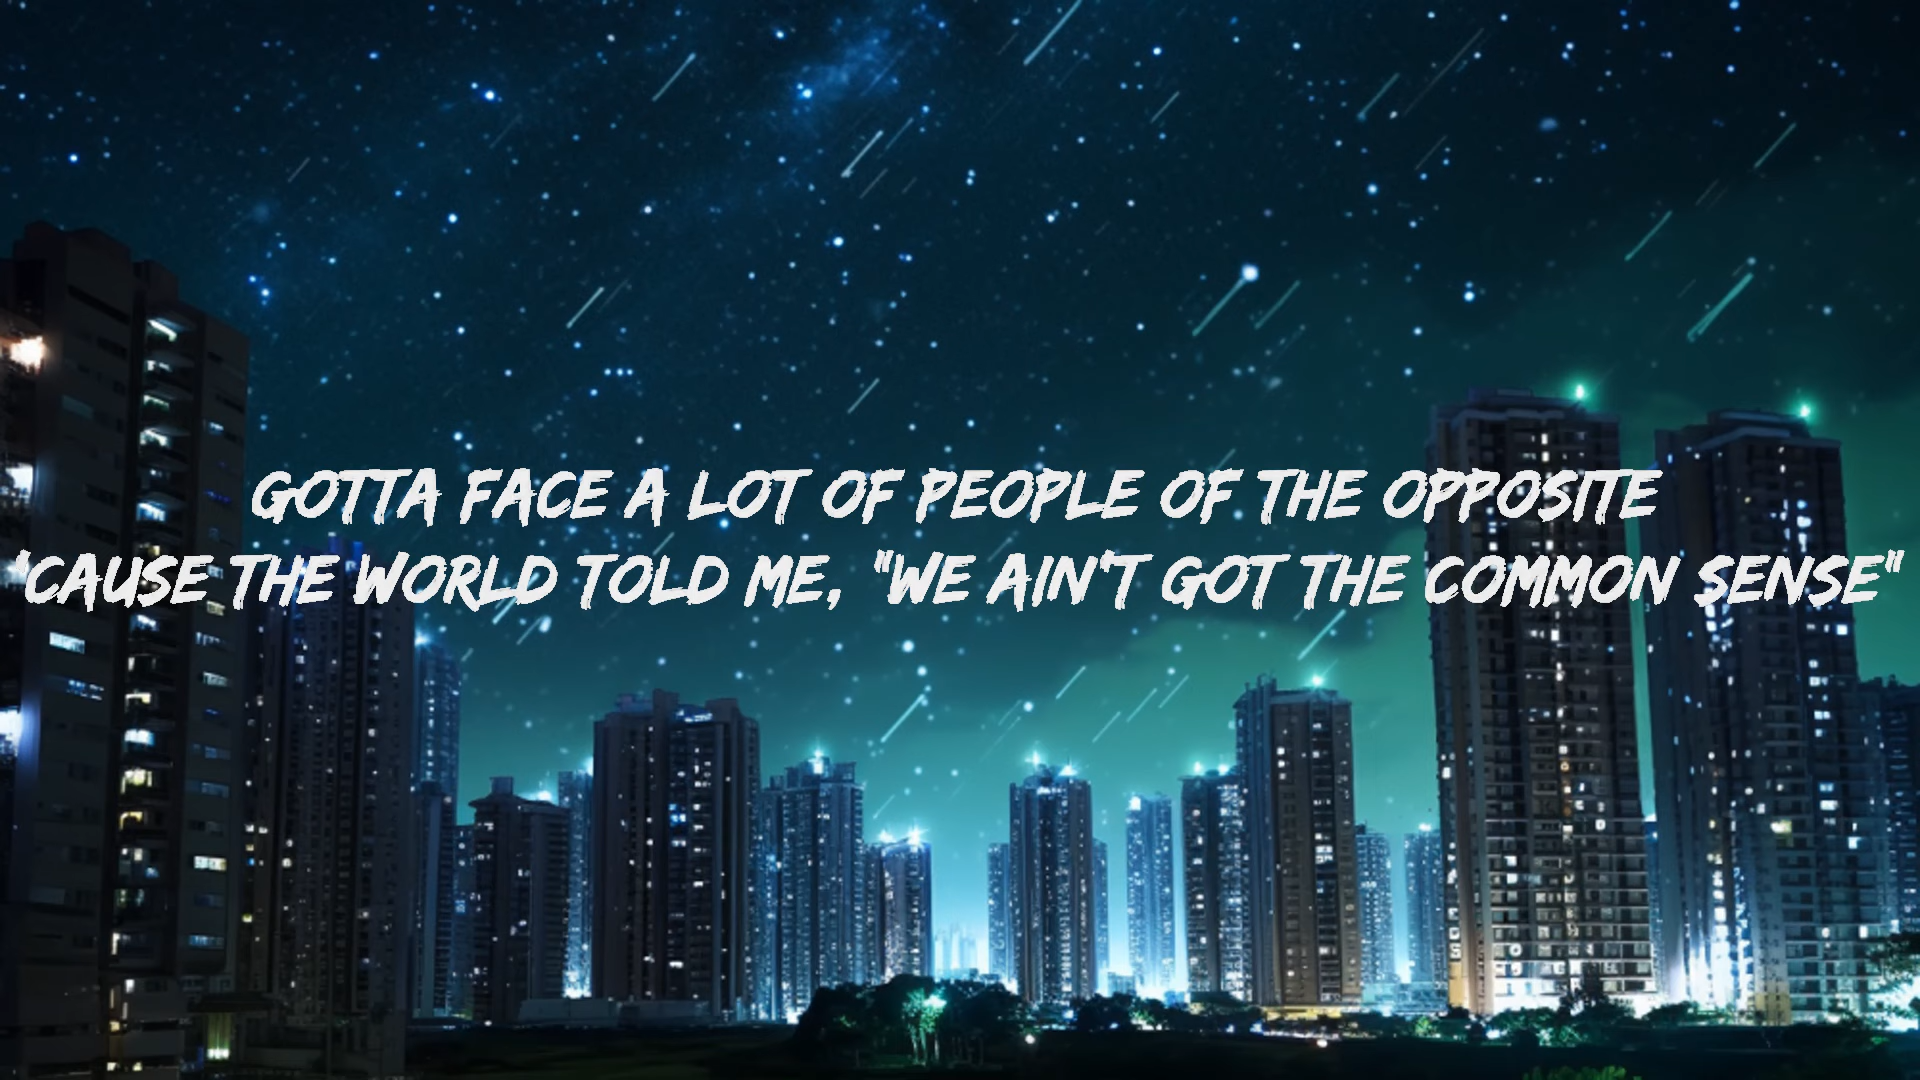 GOTTA FACE A LOT OF PEOPLE OF THE OPPOSITE
'CAUSE THE WORLD TOLD ME, "WE AIN'T GOT THE COMMON SENSE"